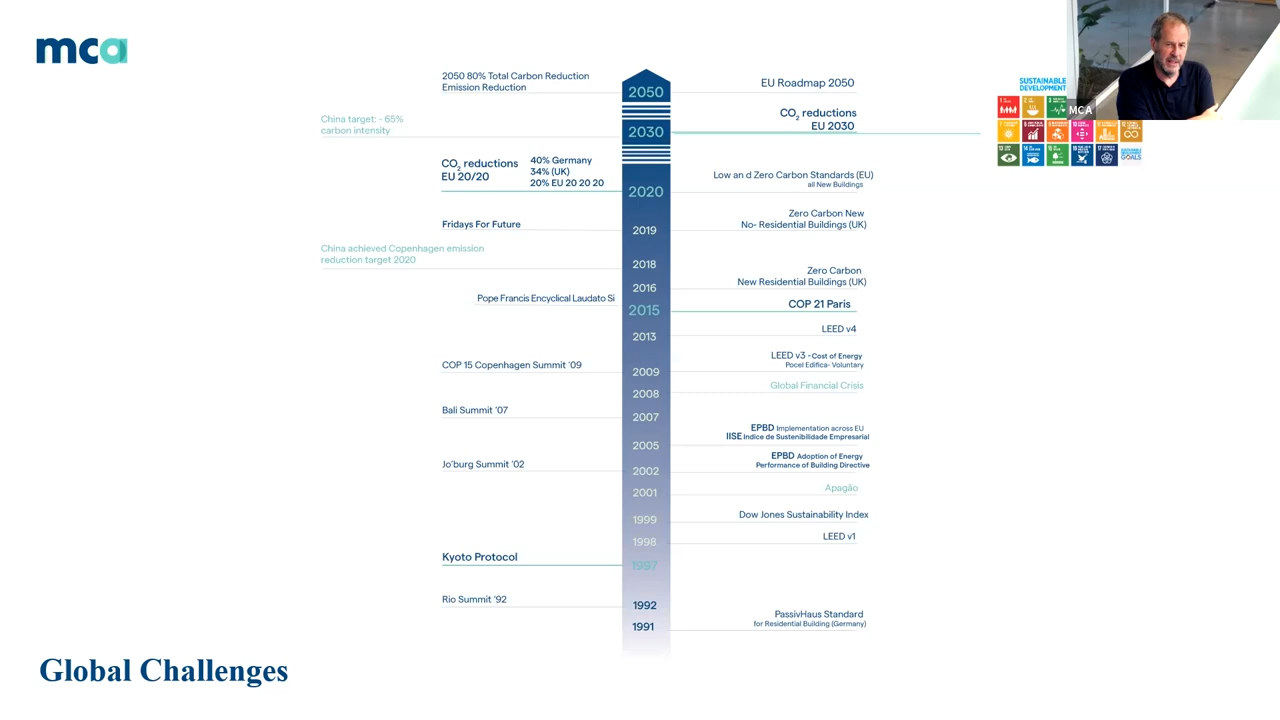 mca
2050 80% Total Carbon Reduction
Emission Reduction
2050
EU Roadmap 2050
China target: - 65%
carbon intensity
2030
CO2 reductions
EU 2030
SUSTAINABLE
DEVELOPMENT
MCA
CO2 reductions
EU 20/20
40% Germany
34% (UK)
20% EU 20 20 20
2020
Low an d Zero Carbon Standards (EU)
all New Buildings
Fridays For Future
2019
Zero Carbon New
No- Residential Buildings (UK)
China achieved Copenhagen emission
reduction target 2020
2018
2016
Zero Carbon
New Residential Buildings (UK)
Pope Francis Encyclical Laudato Si
2015
COP 21 Paris
2013
LEED v4
COP 15 Copenhagen Summit '09
2009
LEED v3 - Cost of Energy
Pocel Edifica- Voluntary
2008
Global Financial Crisis
Bali Summit '07
2007
2005
EPBD Implementation across EU
IISE Indice de Sustenibilidade Empresarial
Jo'burg Summit '02
2002
EPBD Adoption of Energy
Performance of Building Directive
2001
Apagão
1999
Dow Jones Sustainability Index
1998
LEED v1
Kyoto Protocol
1997
Rio Summit '92
1992
1991
PassivHaus Standard
for Residential Building (Germany)
Global Challenges